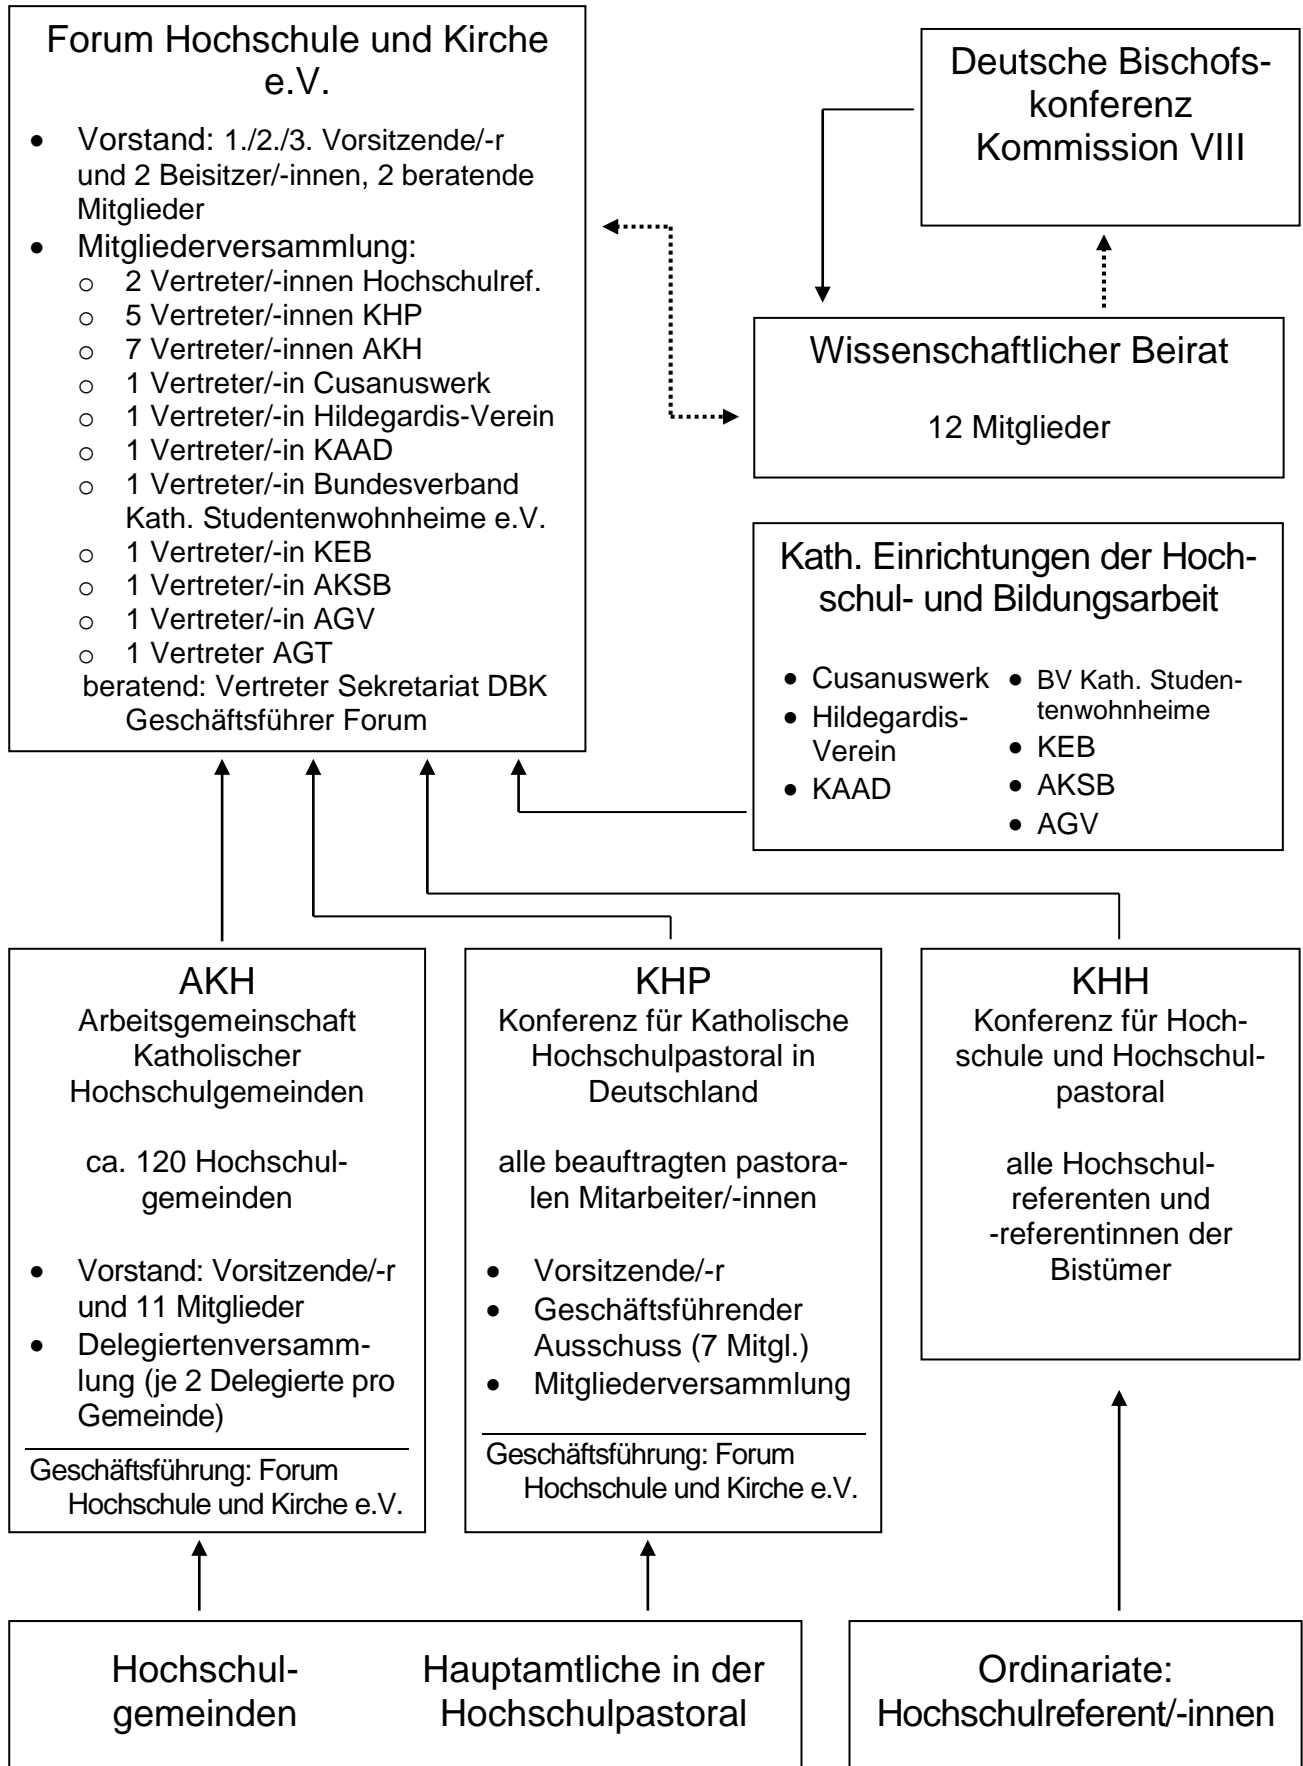 Forum Hochschule und Kirche
e.V.
• Vorstand: 1./2./3. Vorsitzende/-r
und 2 Beisitzer/-innen, 2 beratende
Mitglieder
• Mitgliederversammlung:
o 2 Vertreter/-innen Hochschulref.
o 5 Vertreter/-innen KHP
o 7 Vertreter/-innen AKH
o 1 Vertreter/-in Cusanuswerk
o 1 Vertreter/-in Hildegardis-Verein
o 1 Vertreter/-in KAAD
o 1 Vertreter/-in Bundesverband
Kath. Studentenwohnheime e.V.
o 1 Vertreter/-in KEB
o 1 Vertreter/-in AKSB
o 1 Vertreter/-in AGV
o 1 Vertreter AGT
beratend: Vertreter Sekretariat DBK
Geschäftsführer Forum
Deutsche Bischofs-
konferenz
Kommission VIII
Wissenschaftlicher Beirat
12 Mitglieder
Kath. Einrichtungen der Hoch-
schul- und Bildungsarbeit
• Cusanuswerk
• Hildegardis-
Verein
• KAAD
• BV Kath. Studen-
tenwohnheime
• KEB
• AKSB
• AGV
AKH
Arbeitsgemeinschaft
Katholischer
Hochschulgemeinden
ca. 120 Hochschul-
gemeinden
• Vorstand: Vorsitzende/-r
und 11 Mitglieder
• Delegiertenversamm-
lung (je 2 Delegierte pro
Gemeinde)
Geschäftsführung: Forum
Hochschule und Kirche e.V.
KHP
Konferenz für Katholische
Hochschulpastoral in
Deutschland
alle beauftragten pastora-
len Mitarbeiter/-innen
• Vorsitzende/-r
• Geschäftsführender
Ausschuss (7 Mitgl.)
• Mitgliederversammlung
Geschäftsführung: Forum
Hochschule und Kirche e.V.
KHH
Konferenz für Hoch-
schule und Hochschul-
pastoral
alle Hochschul-
referenten und
-referentinnen der
Bistümer
Hochschul-
gemeinden
Hauptamtliche in der
Hochschulpastoral
Ordinariate:
Hochschulreferent/-innen